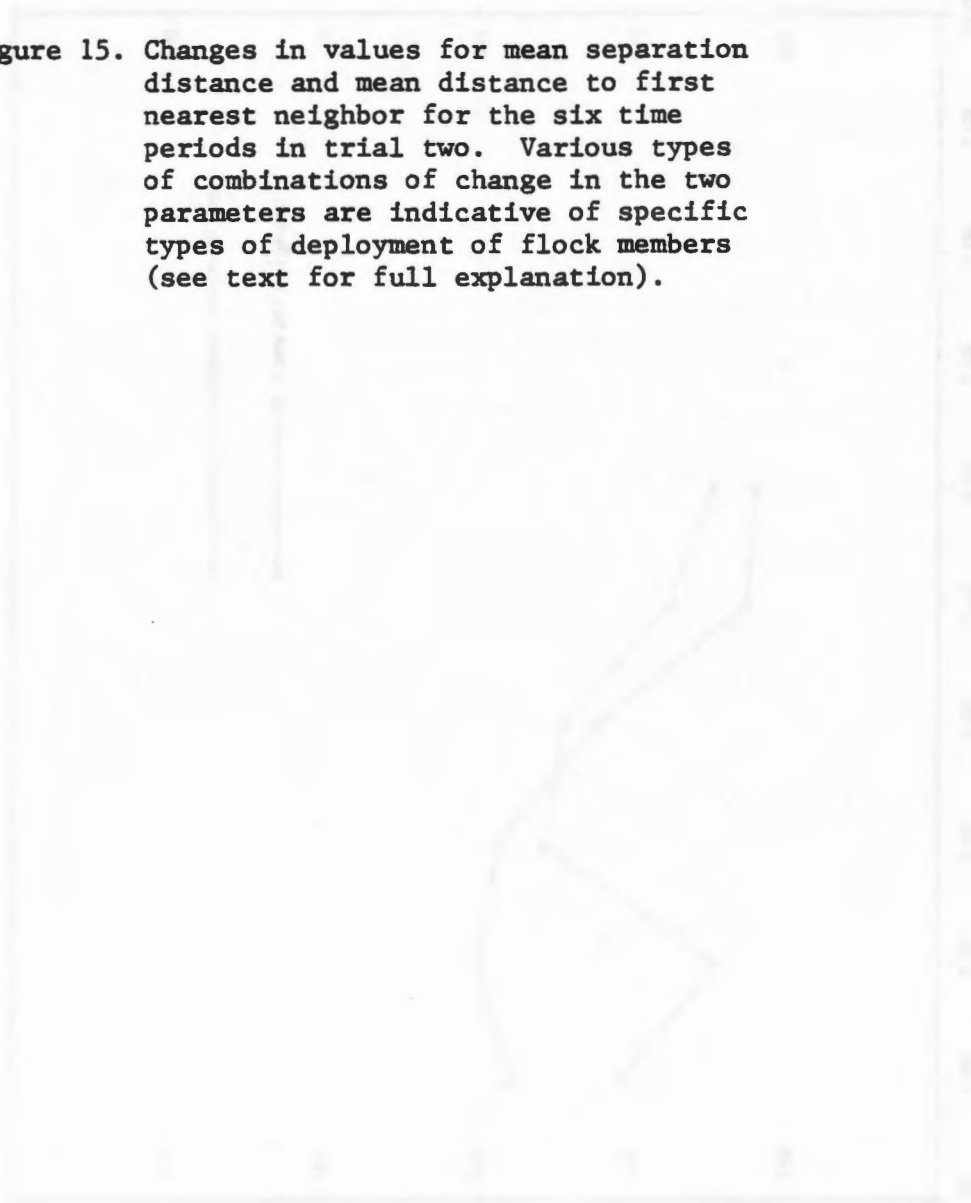 gure 15. Changes in values for mean separation
distance and mean distance to first
nearest neighbor for the six time
periods in trial two. Various types
of combinations of change in the two
parameters are indicative of specific
types of deployment of flock members
(see text for full explanation).